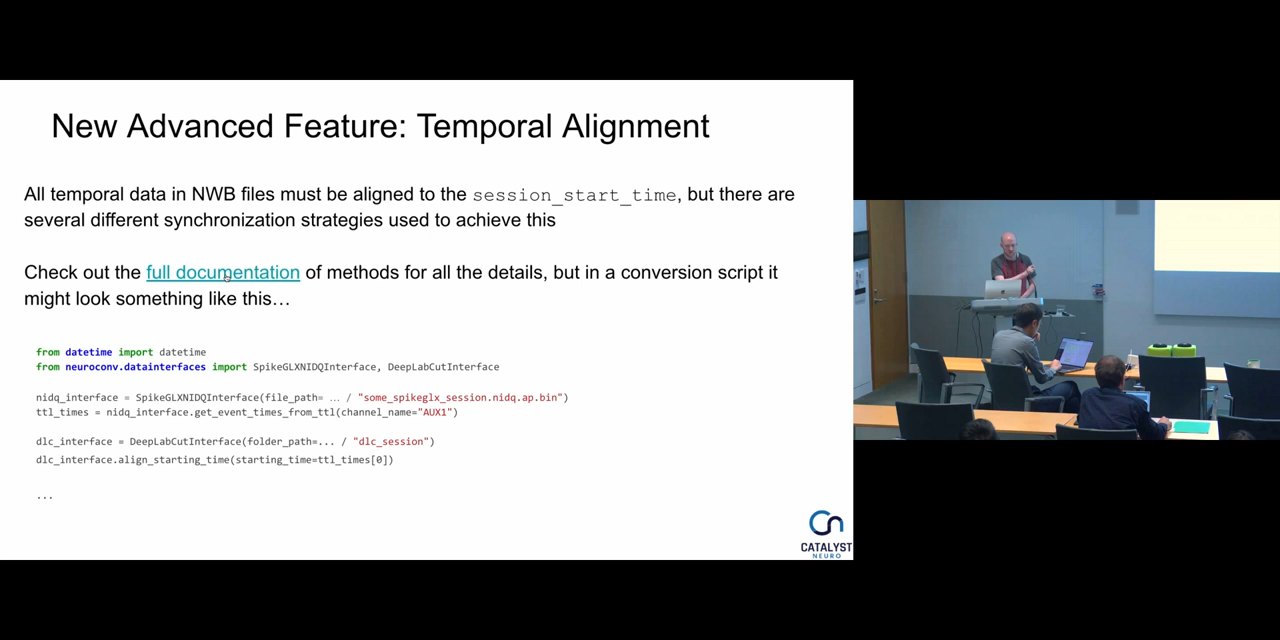 New Advanced Feature: Temporal Alignment
All temporal data in NWB files must be aligned to the session_start_time, but there are
several different synchronization strategies used to achieve this
Check out the full documentation of methods for all the details, but in a conversion script it
might look something like this…
from datetime import datetime
from neuroconv.datainterfaces import SpikeGLXNIDQInterface, DeepLabCutInterface
nidq_interface = SpikeGLXNIDQInterface(file_path= ... / "some_spikeglx_session.nidq.ap.bin")
ttl_times = nidq_interface.get_event_times_from_ttl(channel_name="AUX1")
dlc_interface = DeepLabCutInterface(folder_path=... / "dlc_session")
dlc_interface.align_starting_time(starting_time=ttl_times[0])
...
CATALYST
NEURO